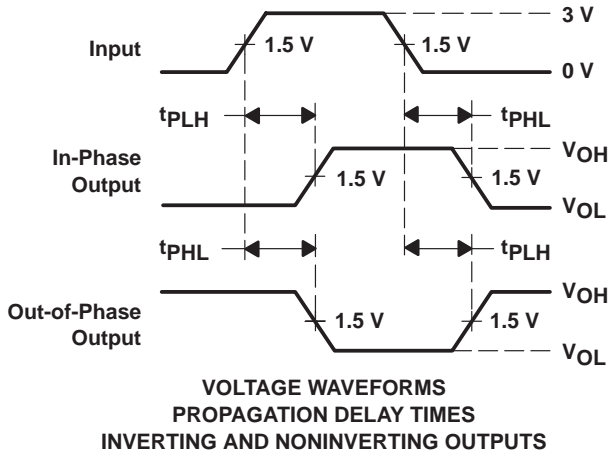 3 V
Input
1.5 V
1.5 V
0 V
tPLH
tPHL
In-Phase
Output
VOH
1.5 V
1.5 V
VOL
tPHL
tPLH
Out-of-Phase
Output
VOH
1.5 V
1.5 V
VOL
VOLTAGE WAVEFORMS
PROPAGATION DELAY TIMES
INVERTING AND NONINVERTING OUTPUTS